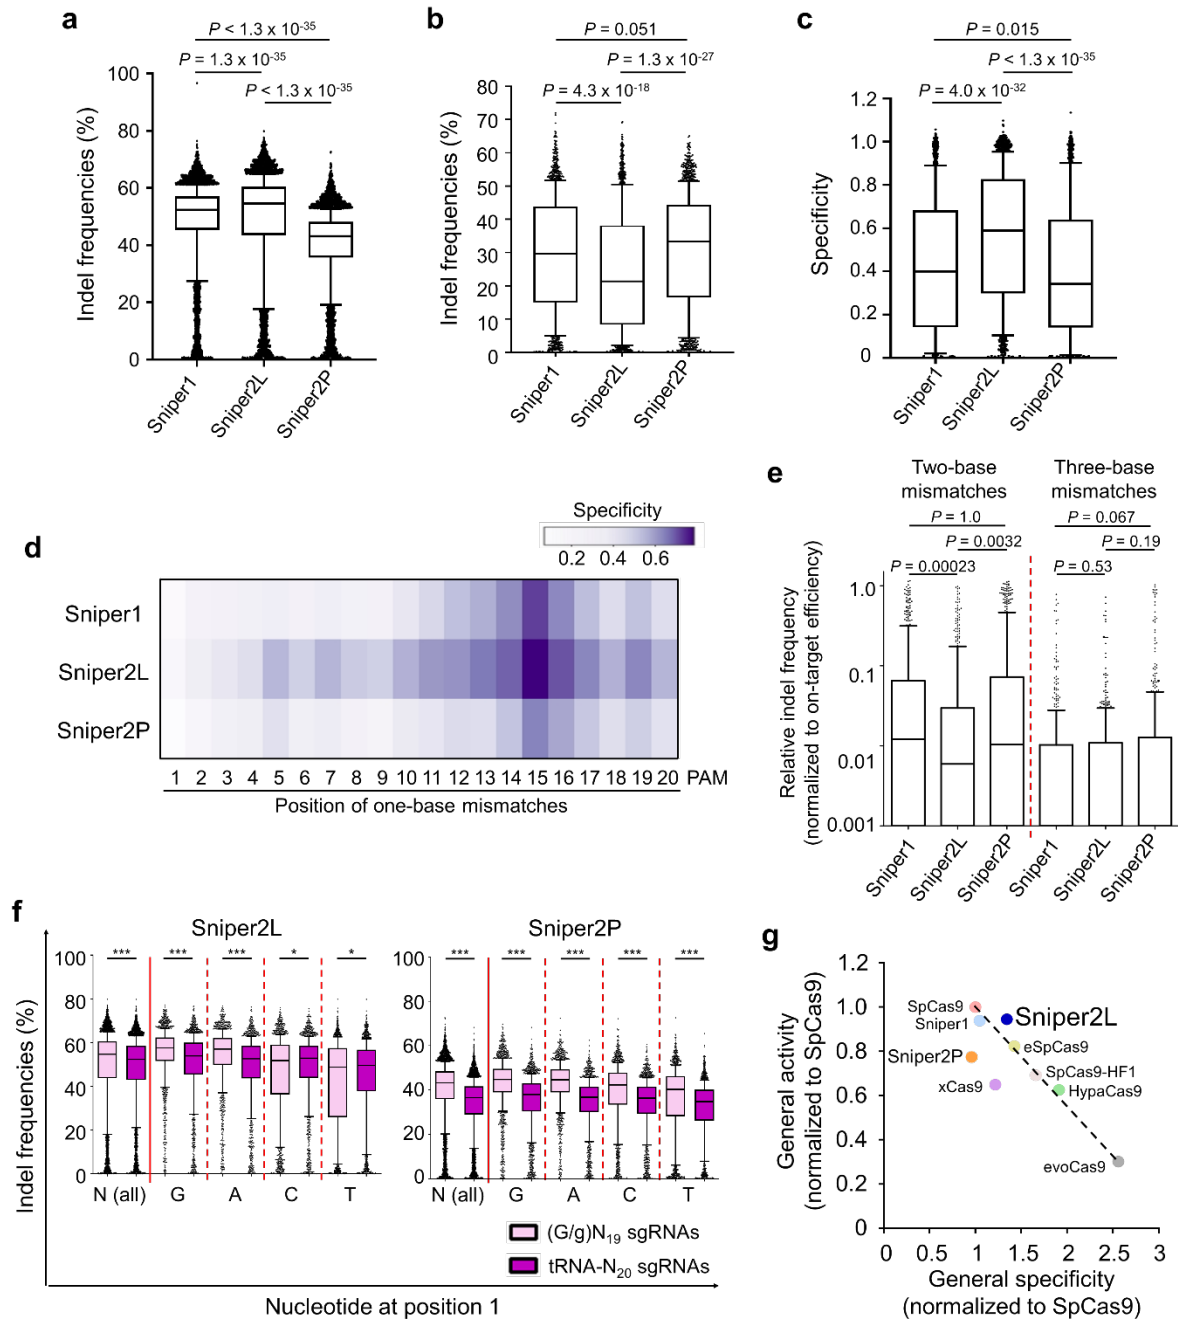 a
P < 1.3 x 10-35
P = 1.3 x 10-35
P < 1.3 x 10-35
Indel frequencies (%)
100
80
60
40
20
0
Sniper1
Sniper2L
Sniper2P
b
P = 0.051
P = 1.3 x 10-27
P = 4.3 x 10-18
Indel frequencies (%)
80
70
60
50
40
30
20
10
0
Sniper1
Sniper2L
Sniper2P
c
P = 0.015
P < 1.3 x 10-35
P = 4.0 x 10-32
Specificity
1.2
1.0
0.8
0.6
0.4
0.2
0
Sniper1
Sniper2L
Sniper2P
d
Specificity
0.2 0.4 0.6
Sniper1
Sniper2L
Sniper2P
1 2 3 4 5 6 7 8 9 10 11 12 13 14 15 16 17 18 19 20 PAM
Position of one-base mismatches
e
Two-base
mismatches
Three-base
mismatches
P = 1.0
P = 0.067
P = 0.0032
P = 0.19
P = 0.00023
P = 0.53
Relative indel frequency
(normalized to on-target efficiency)
1.0
0.1
0.01
0.001
Sniper1
Sniper2L
Sniper2P
Sniper1
Sniper2L
Sniper2P
f
Indel frequencies (%)
Sniper2L
*** *** *** * *
100
80
60
40
20
0
N (all) G A C T
Sniper2P
*** *** *** *** ***
100
80
60
40
20
0
N (all) G A C T
(G/g)N19 sgRNAs
tRNA-N20 sgRNAs
Nucleotide at position 1
g
General activity
(normalized to SpCas9)
1.2
1.0
0.8
0.6
0.4
0.2
0
SpCas9
Sniper1
Sniper2L
eSpCas9
Sniper2P
SpCas9-HF1
xCas9
HypaCas9
evoCas9
0 0.5 1 1.5 2 2.5 3
General specificity
(normalized to SpCas9)